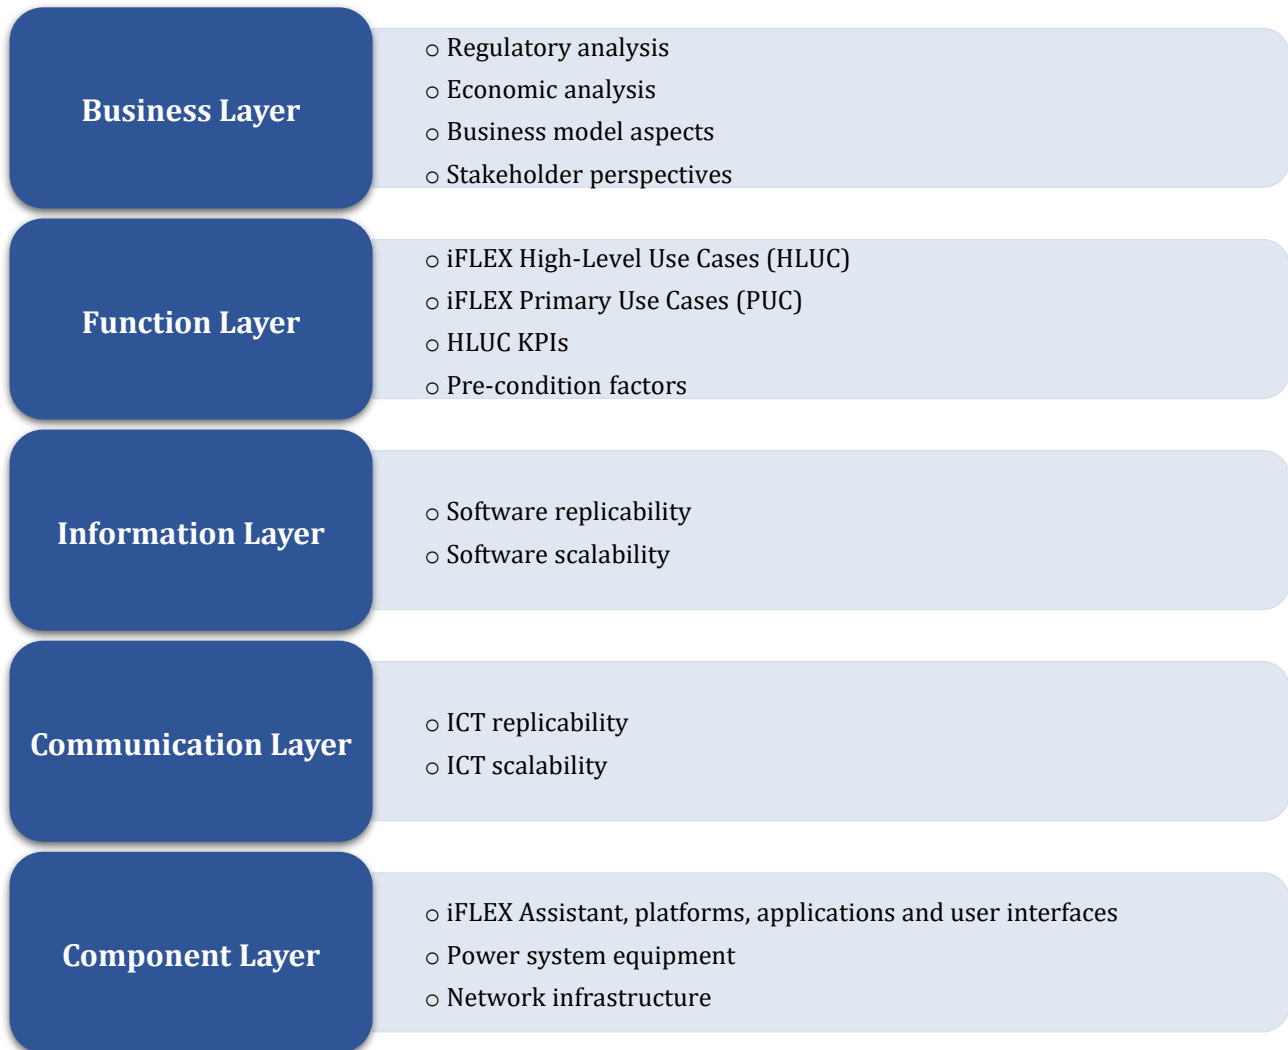 Business Layer
o Regulatory analysis
o Economic analysis
o Business model aspects
o Stakeholder perspectives
Function Layer
o iFLEX High-Level Use Cases (HLUC)
o iFLEX Primary Use Cases (PUC)
o HLUC KPIs
o Pre-condition factors
Information Layer
o Software replicability
o Software scalability
Communication Layer
o ICT replicability
o ICT scalability
Component Layer
o iFLEX Assistant, platforms, applications and user interfaces
o Power system equipment
o Network infrastructure